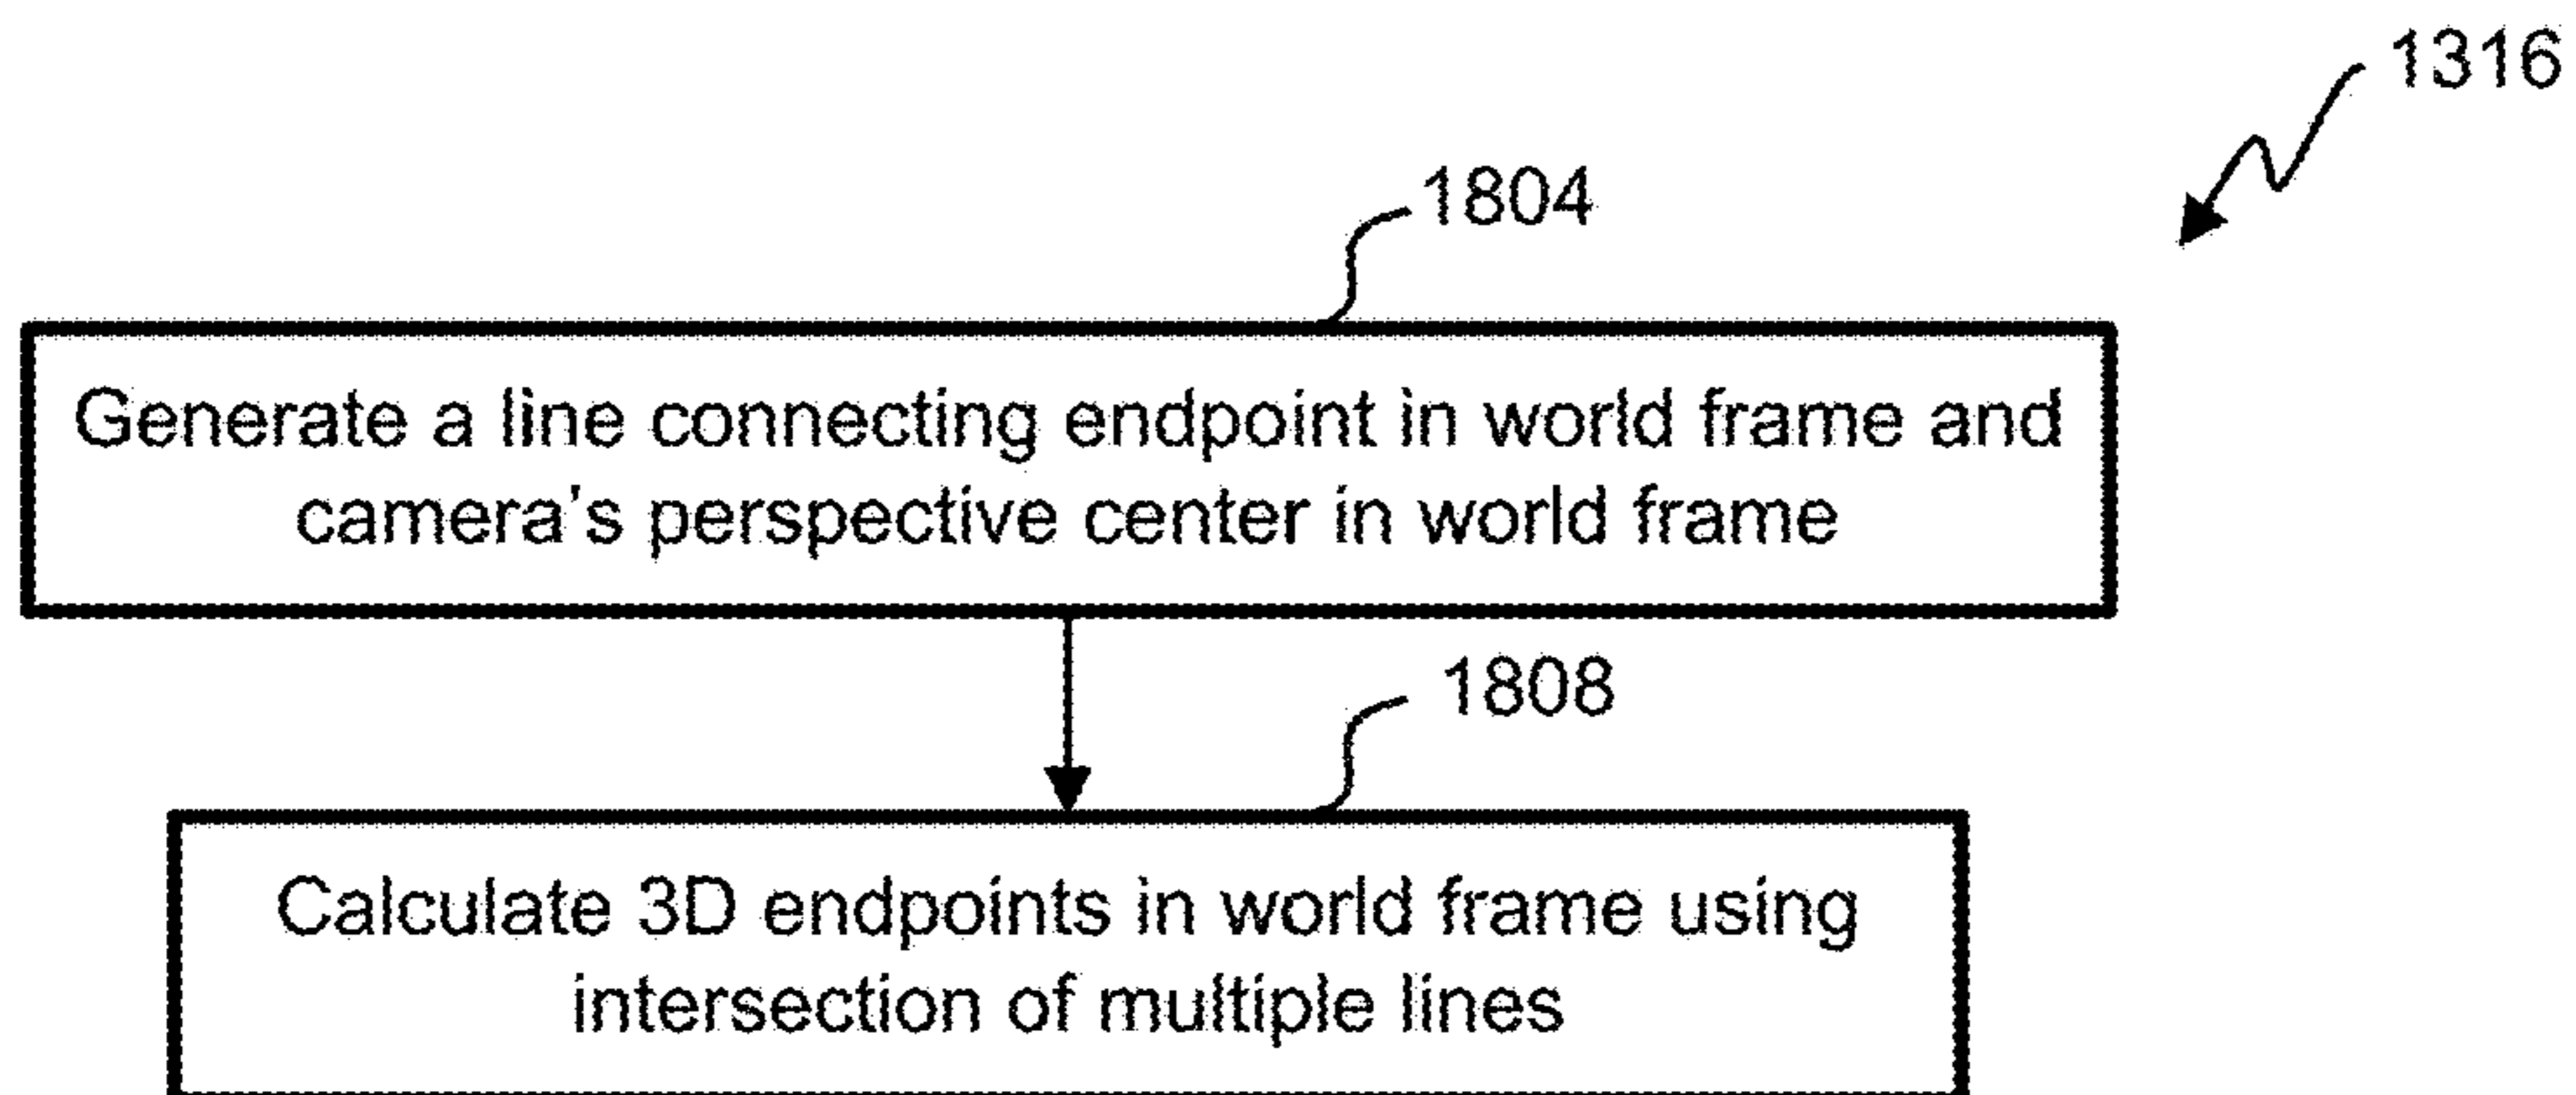 1316
1804
Generate a line connecting endpoint in world frame and
camera's perspective center in world frame
1808
Calculate 3D endpoints in world frame using
intersection of multiple lines